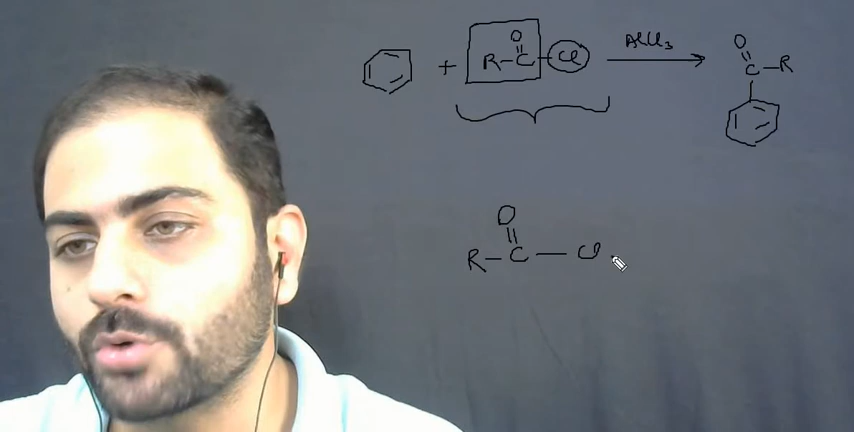 + R-C(=O)-Cl AlCl3 → O=C-R
R-C(=O)-Cl